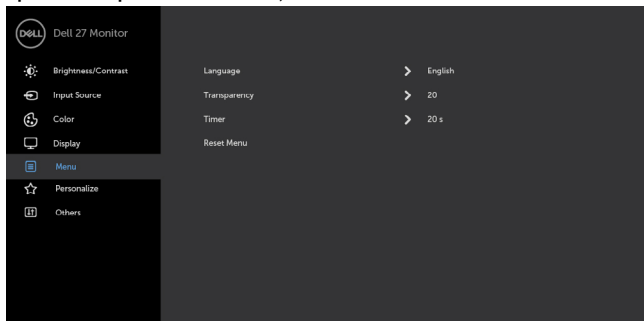 DELL Dell 27 Monitor
Brightness/Contrast Language English
Input Source Transparency 20
Color Timer 20 s
Display Reset Menu
Menu
Personalize
Others